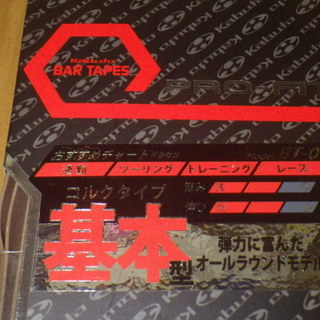 Kabuto
BAR TAPES
おすすめチャート
通勤 ツーリング トレーニング レース
コルクタイプ
厚み
基本型
弾力に富んだ
オールラウンドモデル